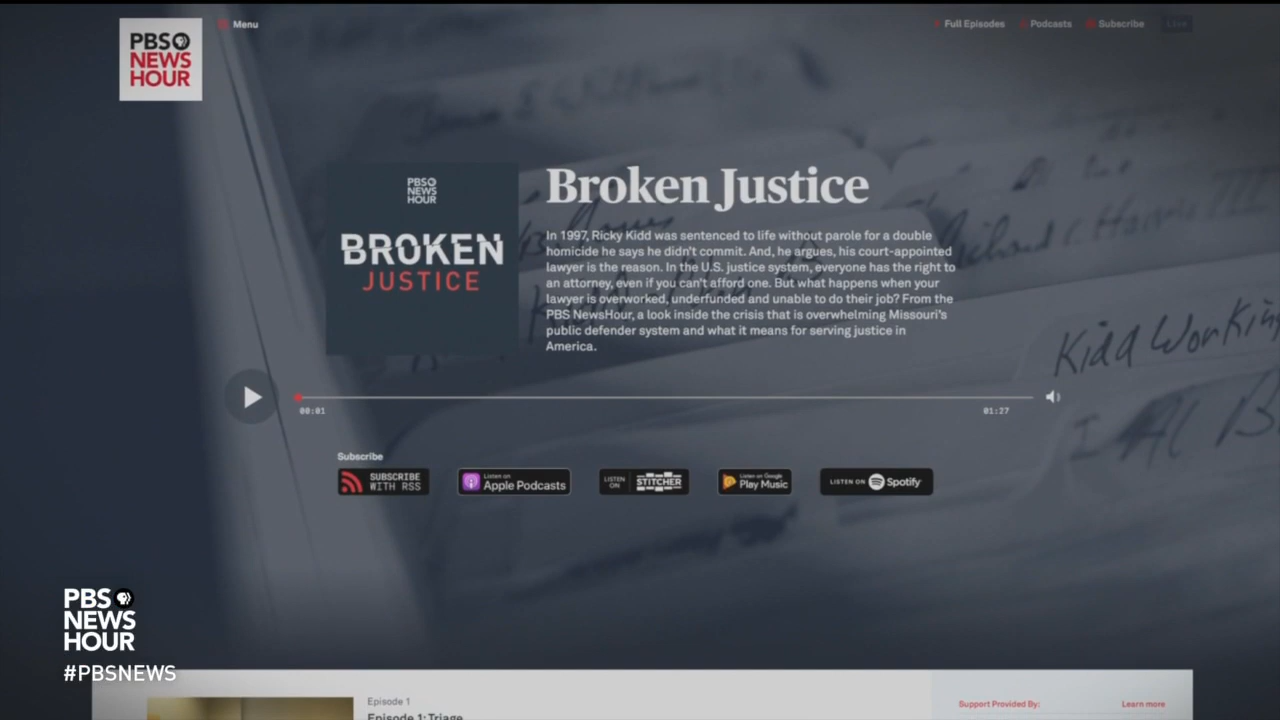 PBS
NEWS
HOUR
Menu
Full Episodes
Podcasts
Subscribe
Live
PBS
NEWS
HOUR
BROKEN
JUSTICE
Broken Justice
In 1997, Ricky Kidd was sentenced to life without parole for a double
homicide he says he didn't commit. And, he argues, his court-appointed
lawyer is the reason. In the U.S. justice system, everyone has the right to
an attorney, even if you can't afford one. But what happens when your
lawyer is overworked, underfunded and unable to do their job? From the
PBS NewsHour, a look inside the crisis that is overwhelming Missouri's
public defender system and what it means for serving justice in
America.
Kidd Working
00:01
01:27
Subscribe
SUBSCRIBE
WITH RSS
Listen on
Apple Podcasts
LISTEN
ON
STITCHER
Listen on Google
Play Music
LISTEN ON
Spotify
PBS
NEWS
HOUR
#PBSNEWS
Episode 1
Episode 1: Triage
Support Provided By:
Learn more